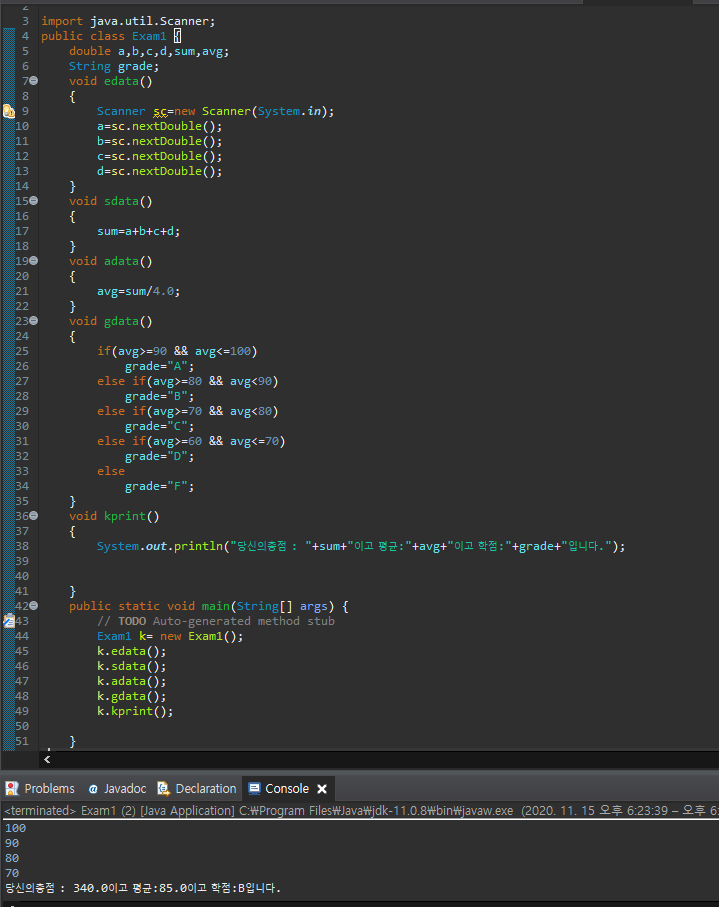 2
3 import java.util.Scanner;
4 public class Exam1 {
5 double a,b,c,d,sum,avg;
6 String grade;
7 void edata()
8 {
9 Scanner sc=new Scanner(System.in);
10 a=sc.nextDouble();
11 b=sc.nextDouble();
12 c=sc.nextDouble();
13 d=sc.nextDouble();
14 }
15 void sdata()
16 {
17 sum=a+b+c+d;
18 }
19 void adata()
20 {
21 avg=sum/4.0;
22 }
23 void gdata()
24 {
25 if(avg>=90 && avg<=100)
26 grade="A";
27 else if(avg>=80 && avg<90)
28 grade="B";
29 else if(avg>=70 && avg<80)
30 grade="C";
31 else if(avg>=60 && avg<=70)
32 grade="D";
33 else
34 grade="F";
35 }
36 void kprint()
37 {
38 System.out.println("당신의총점 : "+sum+"이고 평균:"+avg+"이고 학점:"+grade+"입니다.");
39
40
41 }
42 public static void main(String[] args) {
43 // TODO Auto-generated method stub
44 Exam1 k= new Exam1();
45 k.edata();
46 k.sdata();
47 k.adata();
48 k.gdata();
49 k.kprint();
50
51 }
Problems @ Javadoc Declaration Console
<terminated> Exam1 (2) [Java Application] C:₩Program Files₩Java₩jdk-11.0.8₩bin₩javaw.exe (2020. 11. 15 오후 6:23:39 – 오후 6:
100
90
80
70
당신의총점 : 340.0이고 평균:85.0이고 학점:B입니다.